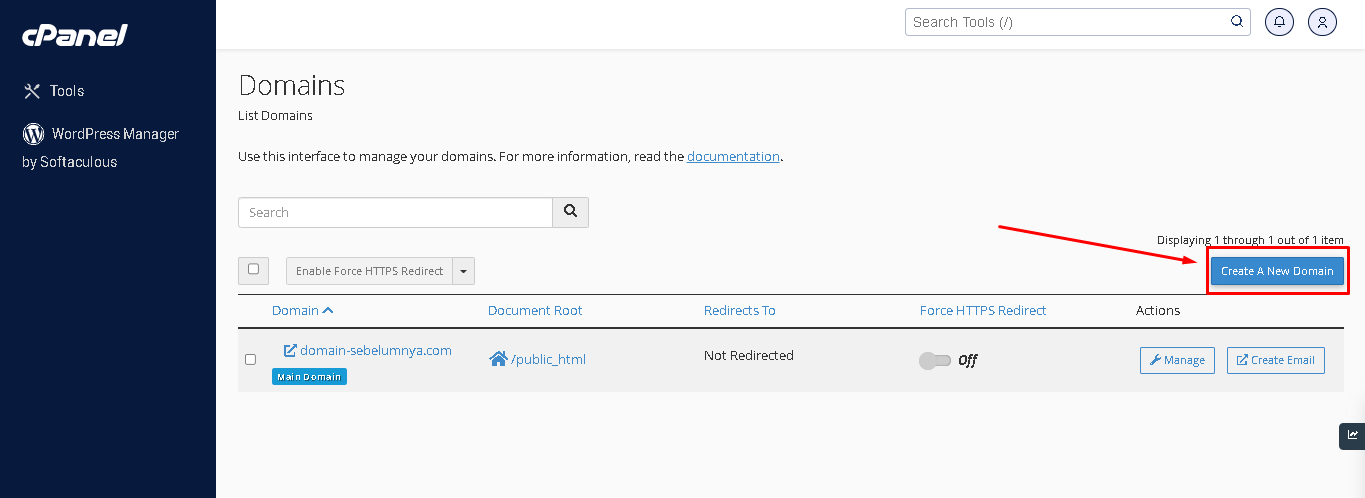 cPanel
Search Tools (/)
Tools
WordPress Manager
by Softaculous
Domains
List Domains
Use this interface to manage your domains. For more information, read the documentation.
Search
Displaying 1 through 1 out of 1 item
Enable Force HTTPS Redirect
Create A New Domain
Domain Document Root Redirects To Force HTTPS Redirect Actions
domain-sebelumnya.com /public_html Not Redirected Off Manage Create Email
Main Domain